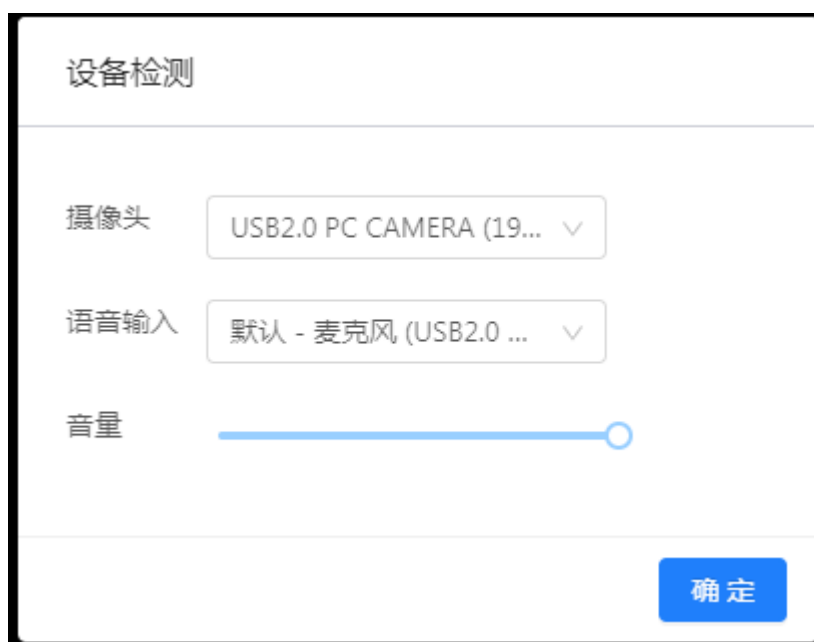 设备检测
摄像头
USB2.0 PC CAMERA (19...
语音输入
默认 - 麦克风 (USB2.0 ...
音量
确 定